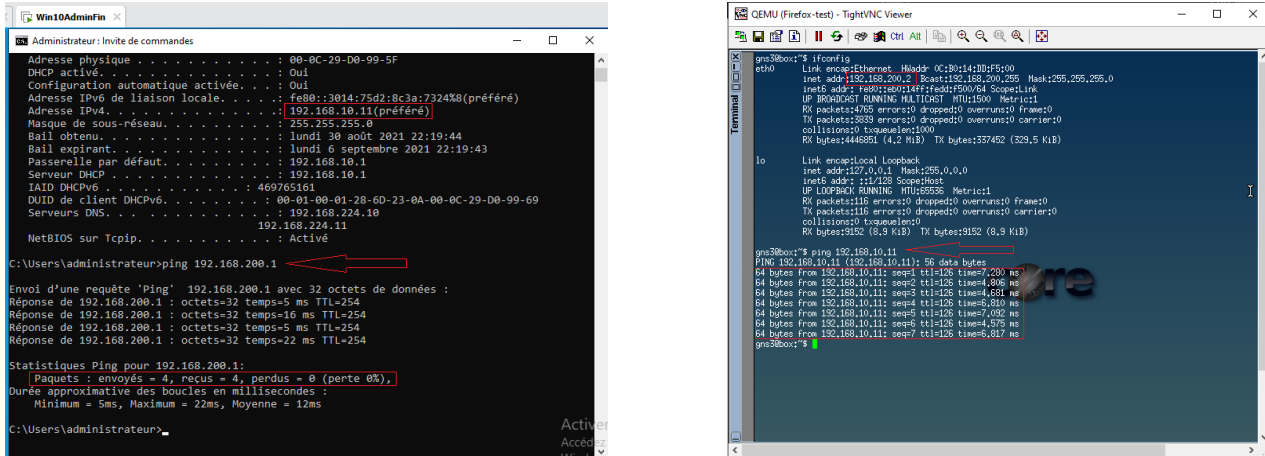 Win10AdminFin
Administrateur : Invite de commandes
Adresse physique . . . . . . . . . . . : 00-0C-29-D0-99-5F
DHCP activé. . . . . . . . . . . . . . : Oui
Configuration automatique activée. . . : Oui
Adresse IPv6 de liaison locale. . . . .: fe80::3014:75d2:8c3a:7324%8(préféré)
Adresse IPv4. . . . . . . . . . . . . .: 192.168.10.11(préféré)
Masque de sous-réseau. . . . . . . . . : 255.255.255.0
Bail obtenu. . . . . . . . . . . . . . : lundi 30 août 2021 22:19:44
Bail expirant. . . . . . . . . . . . . : lundi 6 septembre 2021 22:19:43
Passerelle par défaut. . . . . . . . . : 192.168.10.1
Serveur DHCP . . . . . . . . . . . . . : 192.168.10.1
IAID DHCPv6 . . . . . . . . . . . : 469765161
DUID de client DHCPv6. . . . . . . . : 00-01-00-01-28-6D-23-0A-00-0C-29-D0-99-69
Serveurs DNS. . . . . . . . . . . . . : 192.168.224.10
192.168.224.11
NetBIOS sur Tcpip. . . . . . . . . . . : Activé
C:\Users\administrateur>ping 192.168.200.1
Envoi d’une requête 'Ping'  192.168.200.1 avec 32 octets de données :
Réponse de 192.168.200.1 : octets=32 temps=5 ms TTL=254
Réponse de 192.168.200.1 : octets=32 temps=16 ms TTL=254
Réponse de 192.168.200.1 : octets=32 temps=5 ms TTL=254
Réponse de 192.168.200.1 : octets=32 temps=22 ms TTL=254
Statistiques Ping pour 192.168.200.1:
Paquets : envoyés = 4, reçus = 4, perdus = 0 (perte 0%),
Durée approximative des boucles en millisecondes :
Minimum = 5ms, Maximum = 22ms, Moyenne = 12ms
C:\Users\administrateur>
Activer
Accédez
QEMU (Firefox-test) - TightVNC Viewer
Ctrl Alt
Terminal
gns3@box:~$ ifconfig
eth0 Link encap:Ethernet HWaddr 0C:B0:14:DD:F5:00
inet addr:192.168.200.2 Bcast:192.168.200.255 Mask:255.255.255.0
inet6 addr: fe80::eb0:14ff:fedd:f500/64 Scope:Link
UP BROADCAST RUNNING MULTICAST MTU:1500 Metric:1
RX packets:4765 errors:0 dropped:0 overruns:0 frame:0
TX packets:3839 errors:0 dropped:0 overruns:0 carrier:0
collisions:0 txqueuelen:1000
RX bytes:4446851 (4.2 MiB) TX bytes:337452 (329.5 KiB)
lo Link encap:Local Loopback
inet addr:127.0.0.1 Mask:255.0.0.0
inet6 addr: ::1/128 Scope:Host
UP LOOPBACK RUNNING MTU:65536 Metric:1
RX packets:116 errors:0 dropped:0 overruns:0 frame:0
TX packets:116 errors:0 dropped:0 overruns:0 carrier:0
collisions:0 txqueuelen:0
RX bytes:9152 (8.9 KiB) TX bytes:9152 (8.9 KiB)
gns3@box:~$ ping 192.168.10.11
PING 192.168.10.11 (192.168.10.11): 56 data bytes
64 bytes from 192.168.10.11: seq=1 ttl=126 time=7.280 ms
64 bytes from 192.168.10.11: seq=2 ttl=126 time=4.806 ms
64 bytes from 192.168.10.11: seq=3 ttl=126 time=4.681 ms
64 bytes from 192.168.10.11: seq=4 ttl=126 time=6.810 ms
64 bytes from 192.168.10.11: seq=5 ttl=126 time=7.092 ms
64 bytes from 192.168.10.11: seq=6 ttl=126 time=4.575 ms
64 bytes from 192.168.10.11: seq=7 ttl=126 time=6.817 ms
gns3@box:~$